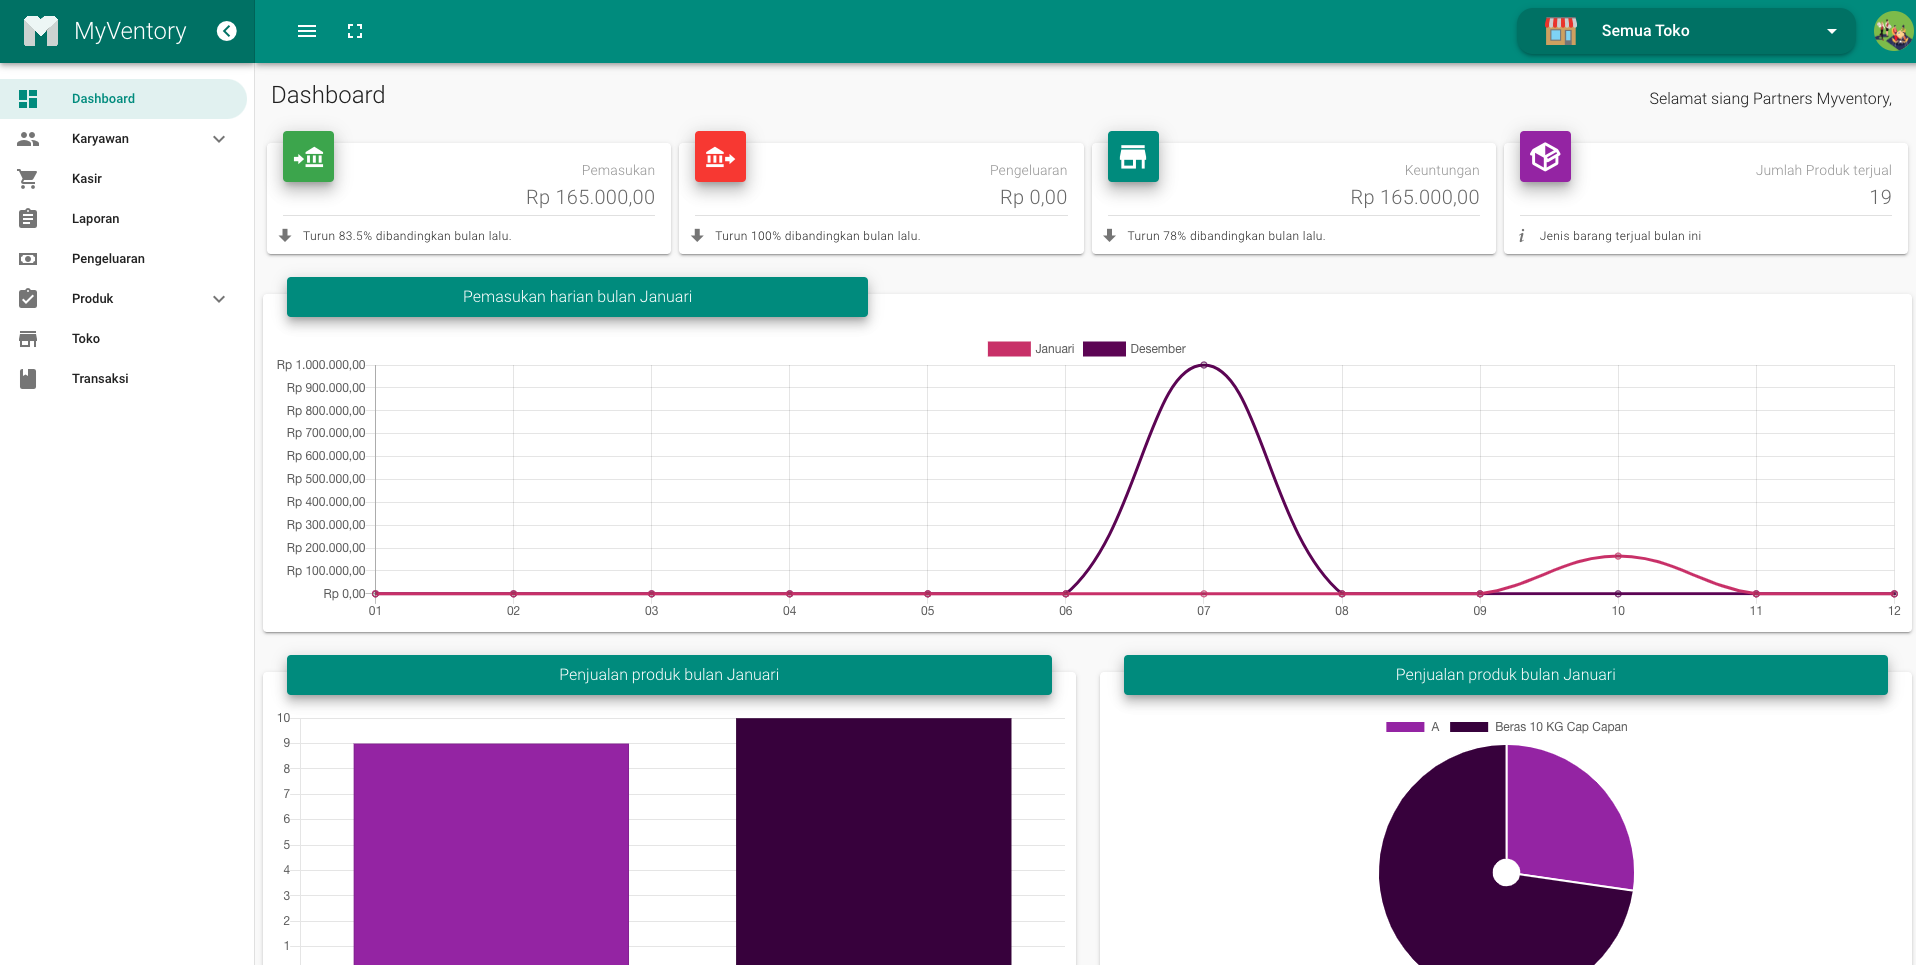 MyVentory
Semua Toko
Dashboard
Karyawan
Kasir
Laporan
Pengeluaran
Produk
Toko
Transaksi
Dashboard
Selamat siang Partners Myventory,
Pemasukan
Rp 165.000,00
Turun 83.5% dibandingkan bulan lalu.
Pengeluaran
Rp 0,00
Turun 100% dibandingkan bulan lalu.
Keuntungan
Rp 165.000,00
Turun 78% dibandingkan bulan lalu.
Jumlah Produk terjual
19
Jenis barang terjual bulan ini
Pemasukan harian bulan Januari
Januari Desember
Rp 1.000.000,00
Rp 900.000,00
Rp 800.000,00
Rp 700.000,00
Rp 600.000,00
Rp 500.000,00
Rp 400.000,00
Rp 300.000,00
Rp 200.000,00
Rp 100.000,00
Rp 0,00
01 02 03 04 05 06 07 08 09 10 11 12
Penjualan produk bulan Januari
10
9
8
7
6
5
4
3
2
1
Penjualan produk bulan Januari
A Beras 10 KG Cap Capan